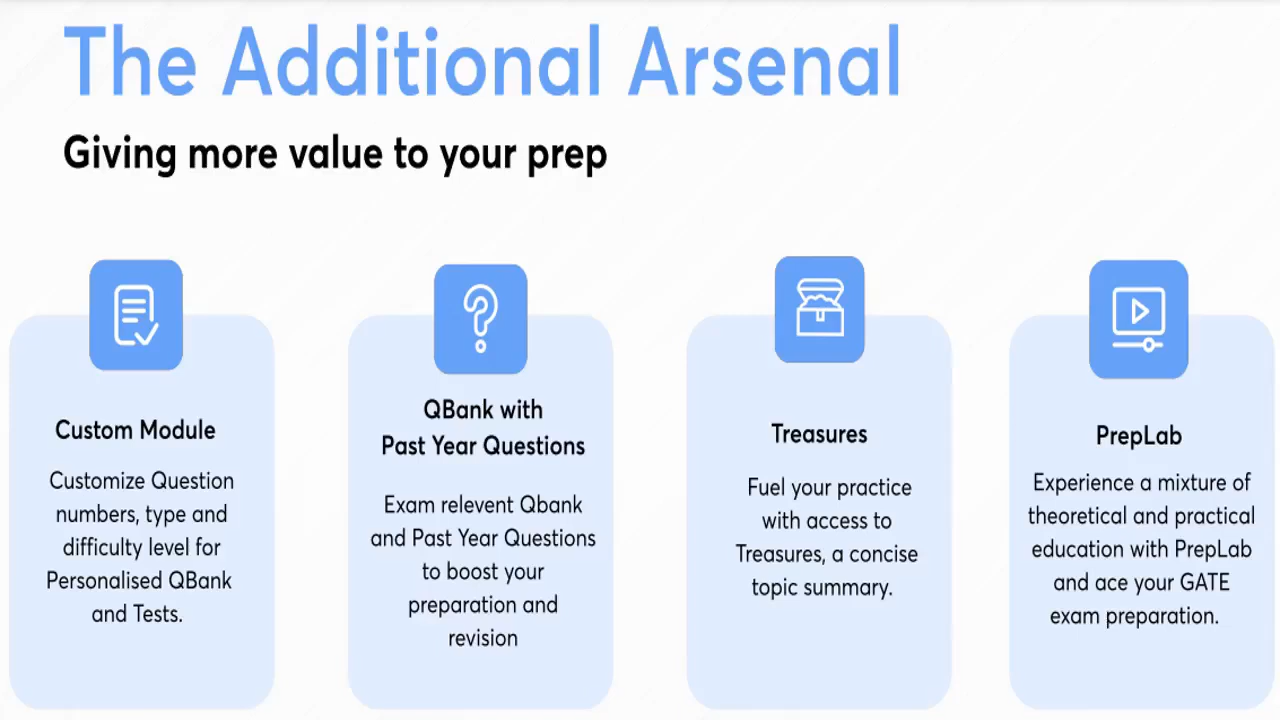 The Additional Arsenal
Giving more value to your prep
Custom Module
Customize Question
numbers, type and
difficulty level for
Personalised QBank
and Tests.
QBank with
Past Year Questions
Exam relevent Qbank
and Past Year Questions
to boost your
preparation and
revision
Treasures
Fuel your practice
with access to
Treasures, a concise
topic summary.
PrepLab
Experience a mixture of
theoretical and practical
education with PrepLab
and ace your GATE
exam preparation.